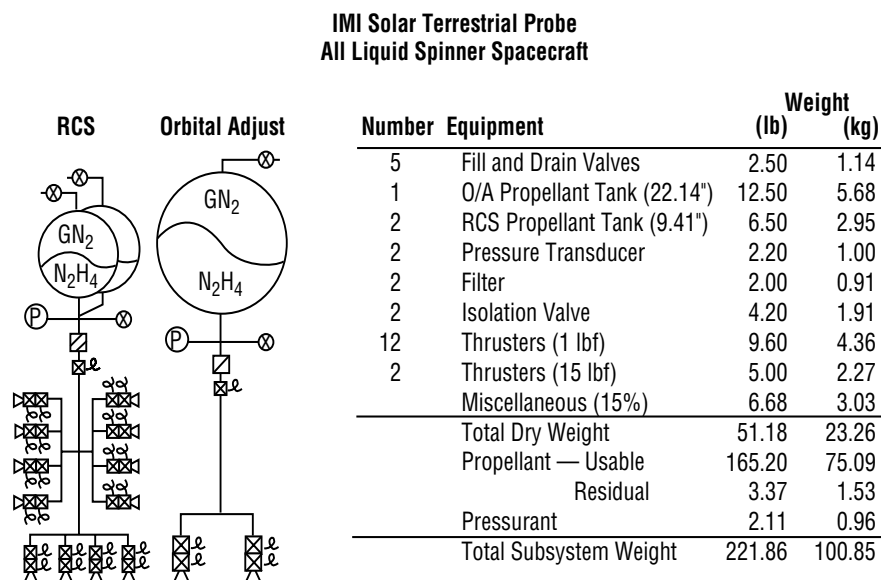 IMI Solar Terrestrial Probe
All Liquid Spinner Spacecraft
RCS
Orbital Adjust
GN2
N2H4
P
GN2
N2H4
P
Weight
Number Equipment (lb) (kg)
5 Fill and Drain Valves 2.50 1.14
1 O/A Propellant Tank (22.14") 12.50 5.68
2 RCS Propellant Tank (9.41") 6.50 2.95
2 Pressure Transducer 2.20 1.00
2 Filter 2.00 0.91
2 Isolation Valve 4.20 1.91
12 Thrusters (1 lbf) 9.60 4.36
2 Thrusters (15 lbf) 5.00 2.27
Miscellaneous (15%) 6.68 3.03
Total Dry Weight 51.18 23.26
Propellant — Usable 165.20 75.09
Residual 3.37 1.53
Pressurant 2.11 0.96
Total Subsystem Weight 221.86 100.85